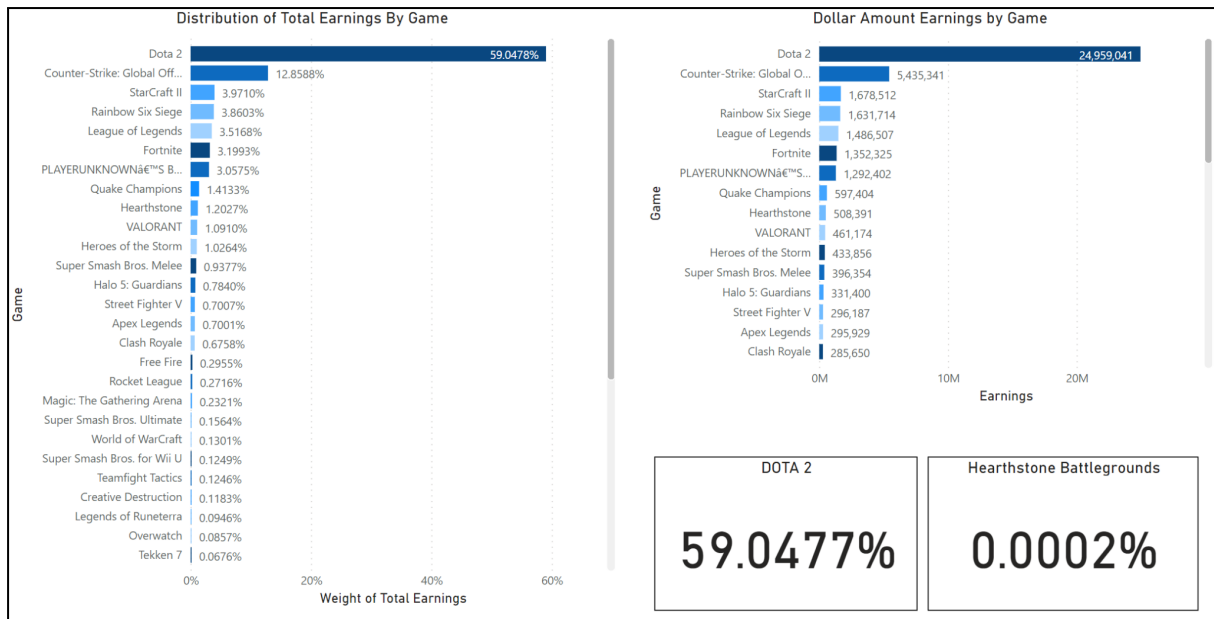 Distribution of Total Earnings By Game
Game
Dota 2 59.0478%
Counter-Strike: Global Off... 12.8588%
StarCraft II 3.9710%
Rainbow Six Siege 3.8603%
League of Legends 3.5168%
Fortnite 3.1993%
PLAYERUNKNOWNâ€™S B... 3.0575%
Quake Champions 1.4133%
Hearthstone 1.2027%
VALORANT 1.0910%
Heroes of the Storm 1.0264%
Super Smash Bros. Melee 0.9377%
Halo 5: Guardians 0.7840%
Street Fighter V 0.7007%
Apex Legends 0.7001%
Clash Royale 0.6758%
Free Fire 0.2955%
Rocket League 0.2716%
Magic: The Gathering Arena 0.2321%
Super Smash Bros. Ultimate 0.1564%
World of WarCraft 0.1301%
Super Smash Bros. for Wii U 0.1249%
Teamfight Tactics 0.1246%
Creative Destruction 0.1183%
Legends of Runeterra 0.0946%
Overwatch 0.0857%
Tekken 7 0.0676%
0% 20% 40% 60%
Weight of Total Earnings
Dollar Amount Earnings by Game
Game
Dota 2 24,959,041
Counter-Strike: Global O... 5,435,341
StarCraft II 1,678,512
Rainbow Six Siege 1,631,714
League of Legends 1,486,507
Fortnite 1,352,325
PLAYERUNKNOWNâ€™S... 1,292,402
Quake Champions 597,404
Hearthstone 508,391
VALORANT 461,174
Heroes of the Storm 433,856
Super Smash Bros. Melee 396,354
Halo 5: Guardians 331,400
Street Fighter V 296,187
Apex Legends 295,929
Clash Royale 285,650
0M 10M 20M
Earnings
DOTA 2
59.0477%
Hearthstone Battlegrounds
0.0002%